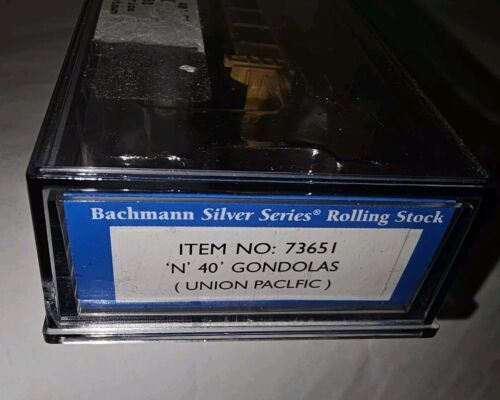 Bachmann Silver Series® Rolling Stock
ITEM NO: 73651
'N' 40' GONDOLAS
( UNION PACLFIC )